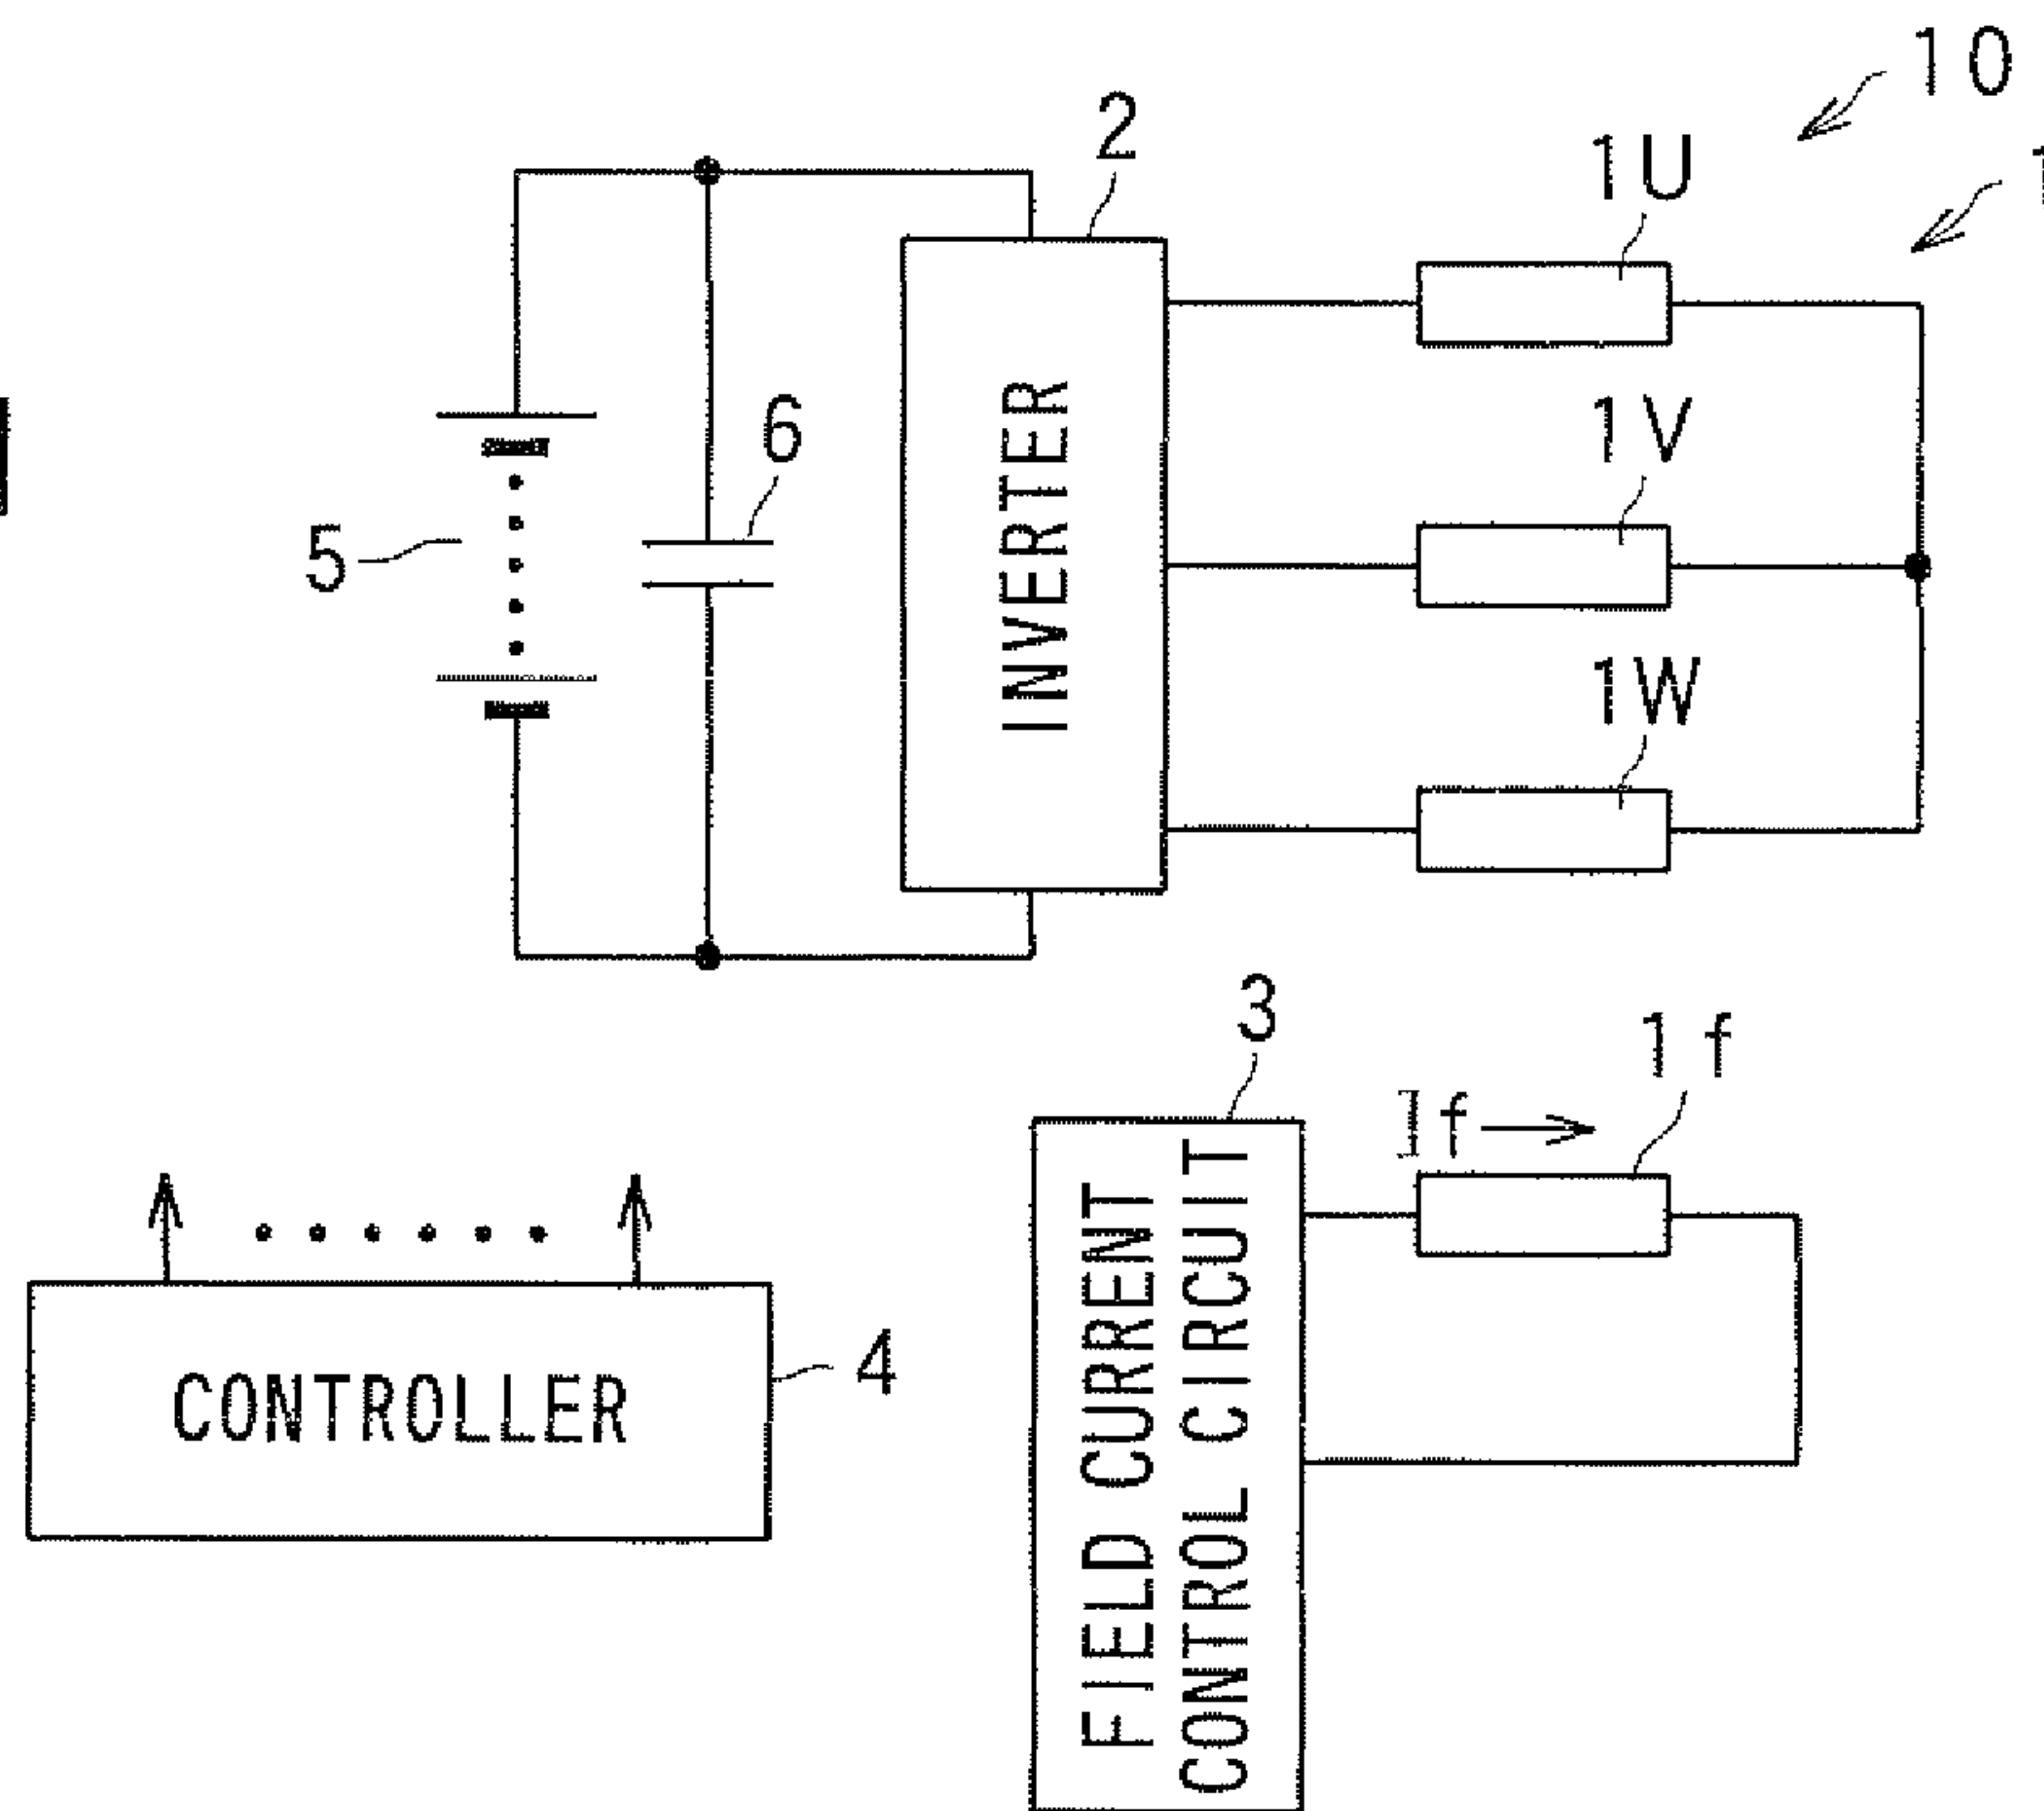 10
2
1U
1
6
1V
INVERTER
5
1W
3
1f
If
FIELD CURRENT
CONTROL CIRCUIT
CONTROLLER
4